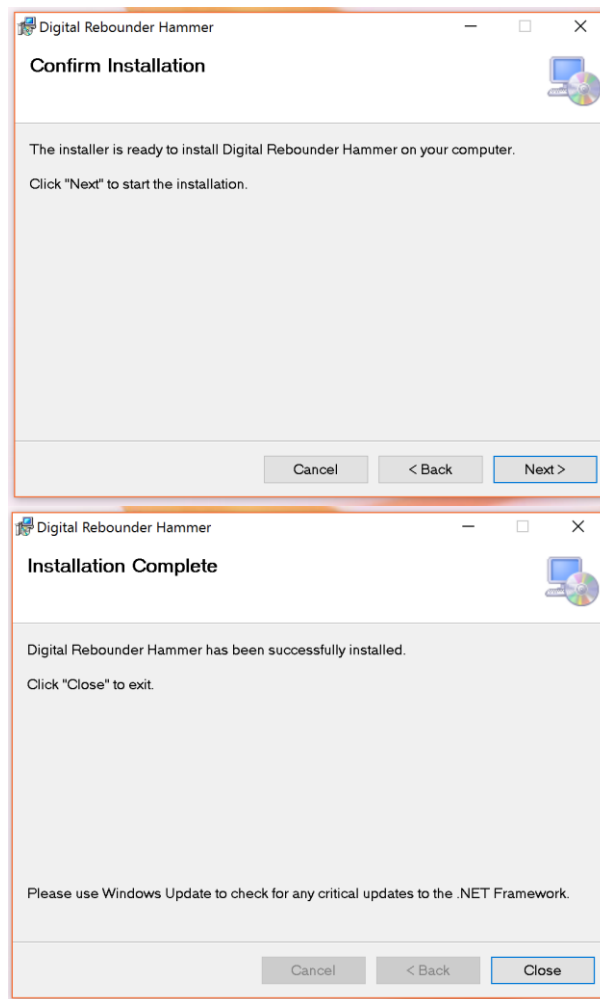 Digital Rebounder Hammer
Confirm Installation
The installer is ready to install Digital Rebounder Hammer on your computer.
Click "Next" to start the installation.
Cancel
< Back
Next >
Digital Rebounder Hammer
Installation Complete
Digital Rebounder Hammer has been successfully installed.
Click "Close" to exit.
Please use Windows Update to check for any critical updates to the .NET Framework.
Cancel
< Back
Close